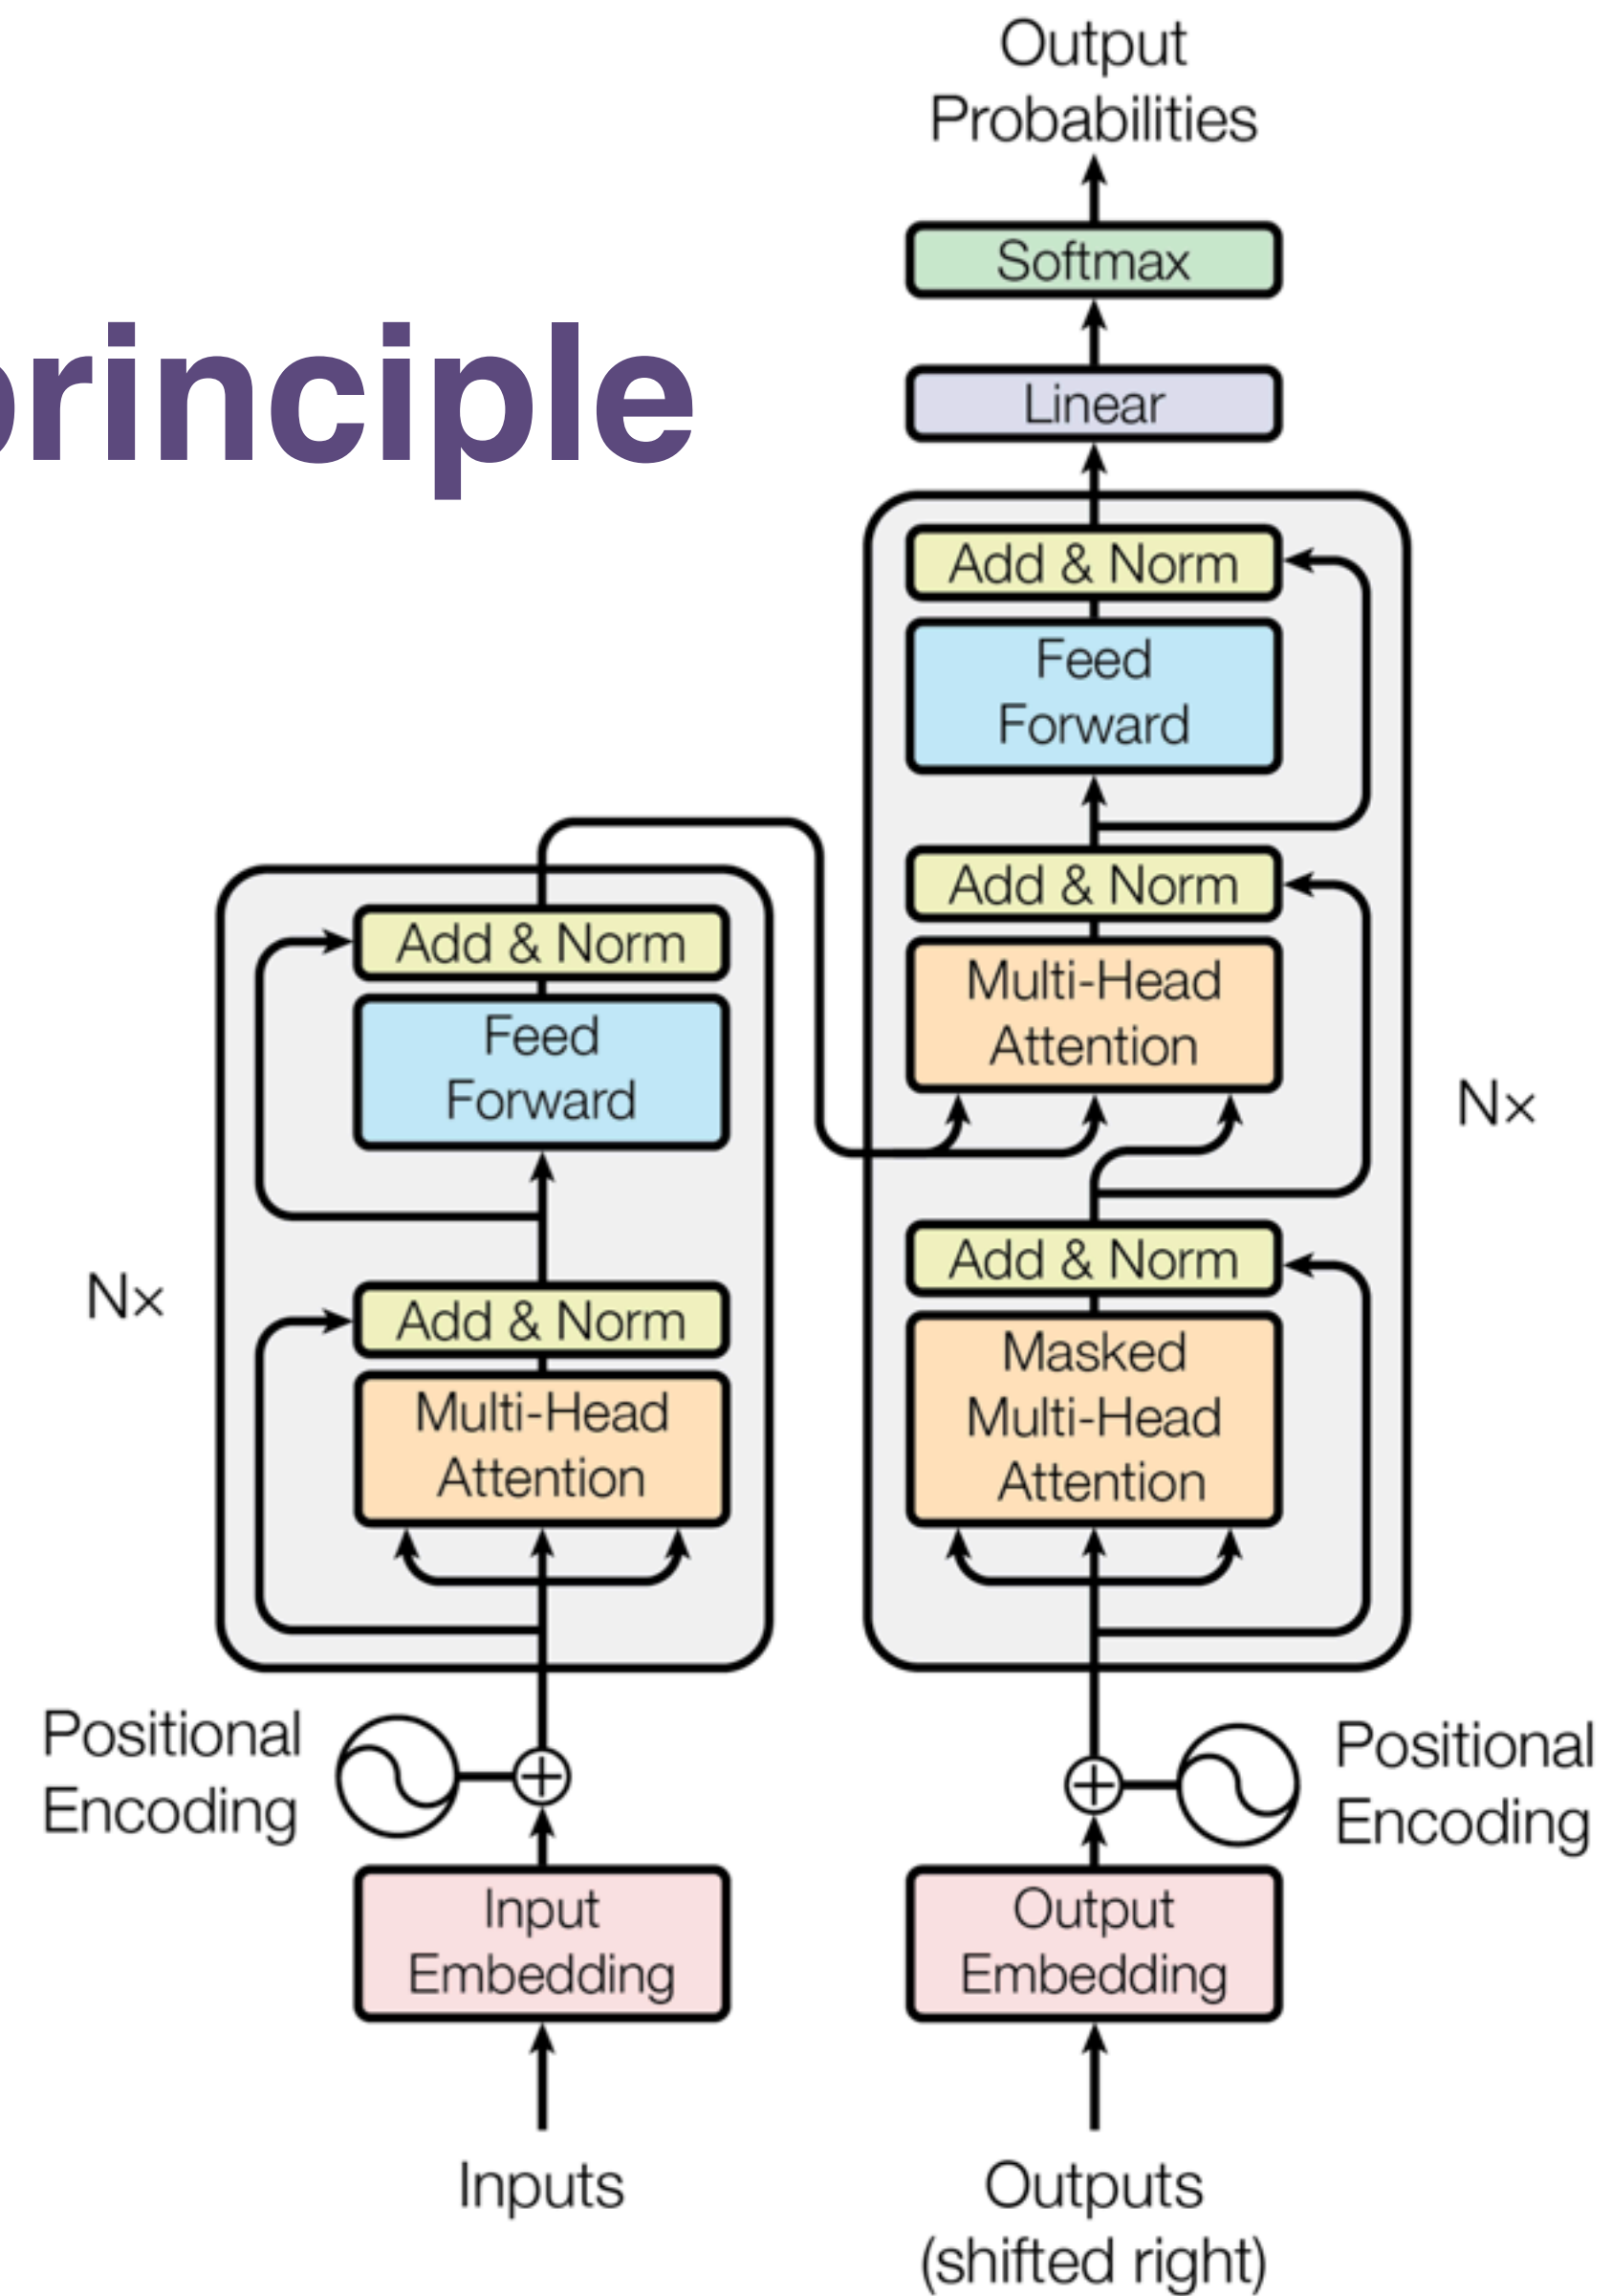 Output
Probabilities
Softmax
rinciple
Linear
Add & Norm
Feed
Forward
Add & Norm
Multi-Head
Attention
Nx
Add & Norm
Masked
Multi-Head
Attention
Add & Norm
Feed
Forward
N×
Add & Norm
Multi-Head
Attention
Positional
Encoding
Positional
Encoding
Input
Embedding
Output
Embedding
Inputs
Outputs
(shifted right)